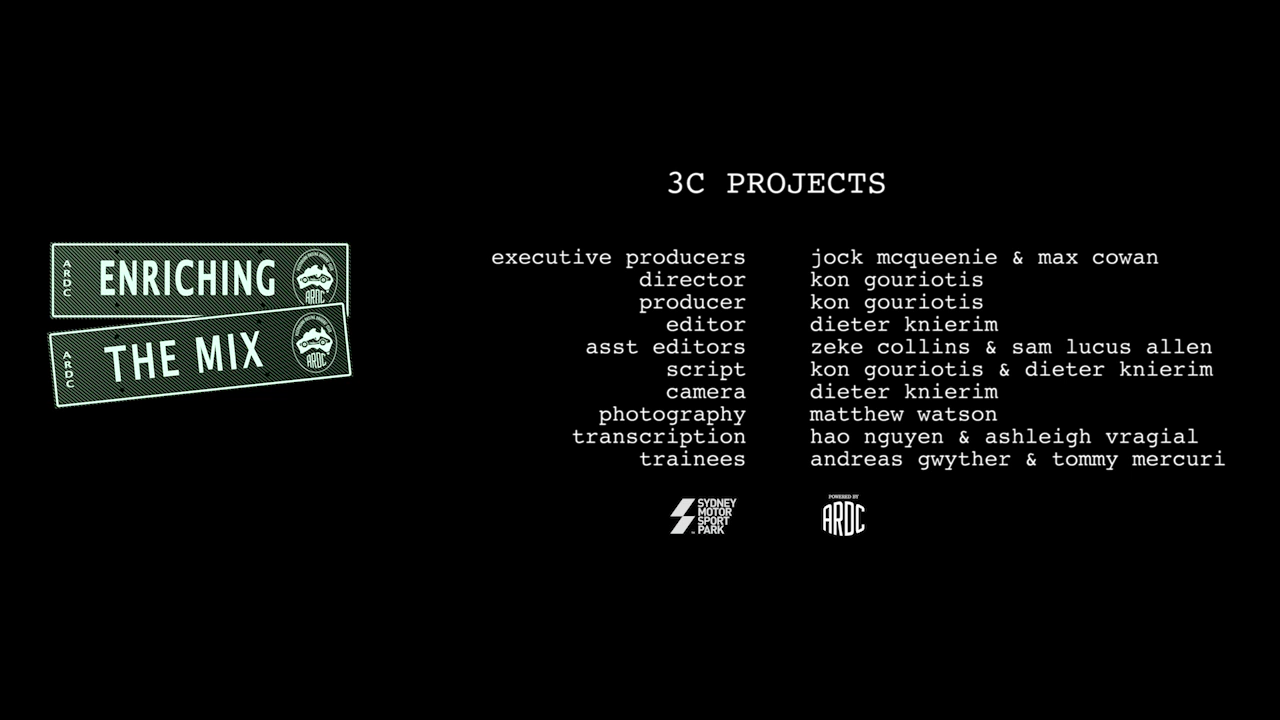 3C PROJECTS
ARDC ENRICHING ARDC
ARDC THE MIX ARDC
executive producers jock mcqueenie & max cowan
director kon gouriotis
producer kon gouriotis
editor dieter knierim
asst editors zeke collins & sam lucus allen
script kon gouriotis & dieter knierim
camera dieter knierim
photography matthew watson
transcription hao nguyen & ashleigh vragial
trainees andreas gwyther & tommy mercuri
SYDNEY
MOTOR
SPORT
PARK
POWERED BY
ARDC